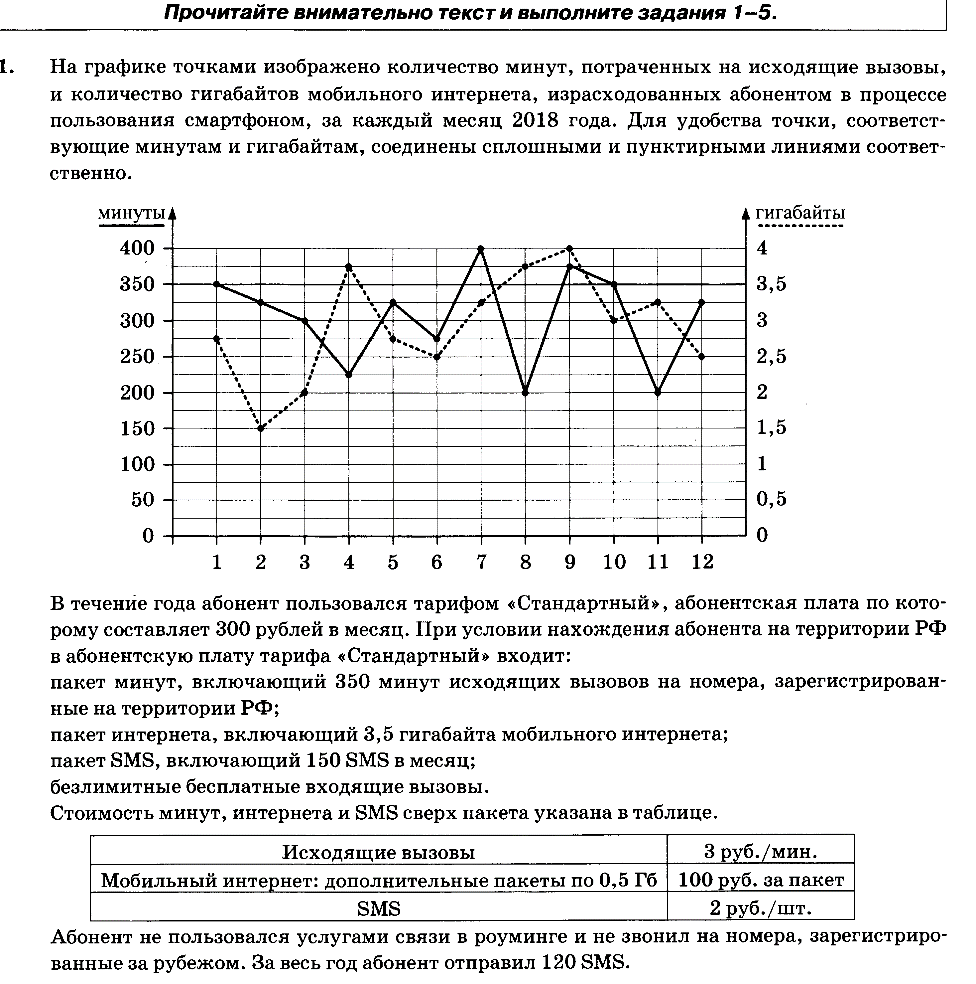 Прочитайте внимательно текст и выполните задания 1–5.
1. На графике точками изображено количество минут, потраченных на исходящие вызовы,
и количество гигабайтов мобильного интернета, израсходованных абонентом в процессе
пользования смартфоном, за каждый месяц 2018 года. Для удобства точки, соответст-
вующие минутам и гигабайтам, соединены сплошными и пунктирными линиями соответ-
ственно.
минуты гигабайты
400 4
350 3,5
300 3
250 2,5
200 2
150 1,5
100 1
50 0,5
0 0
1 2 3 4 5 6 7 8 9 10 11 12
В течение года абонент пользовался тарифом «Стандартный», абонентская плата по кото-
рому составляет 300 рублей в месяц. При условии нахождения абонента на территории РФ
в абонентскую плату тарифа «Стандартный» входит:
пакет минут, включающий 350 минут исходящих вызовов на номера, зарегистрирован-
ные на территории РФ;
пакет интернета, включающий 3,5 гигабайта мобильного интернета;
пакет SMS, включающий 150 SMS в месяц;
безлимитные бесплатные входящие вызовы.
Стоимость минут, интернета и SMS сверх пакета указана в таблице.
Исходящие вызовы 3 руб./мин.
Мобильный интернет: дополнительные пакеты по 0,5 Гб 100 руб. за пакет
SMS 2 руб./шт.
Абонент не пользовался услугами связи в роуминге и не звонил на номера, зарегистриро-
ванные за рубежом. За весь год абонент отправил 120 SMS.